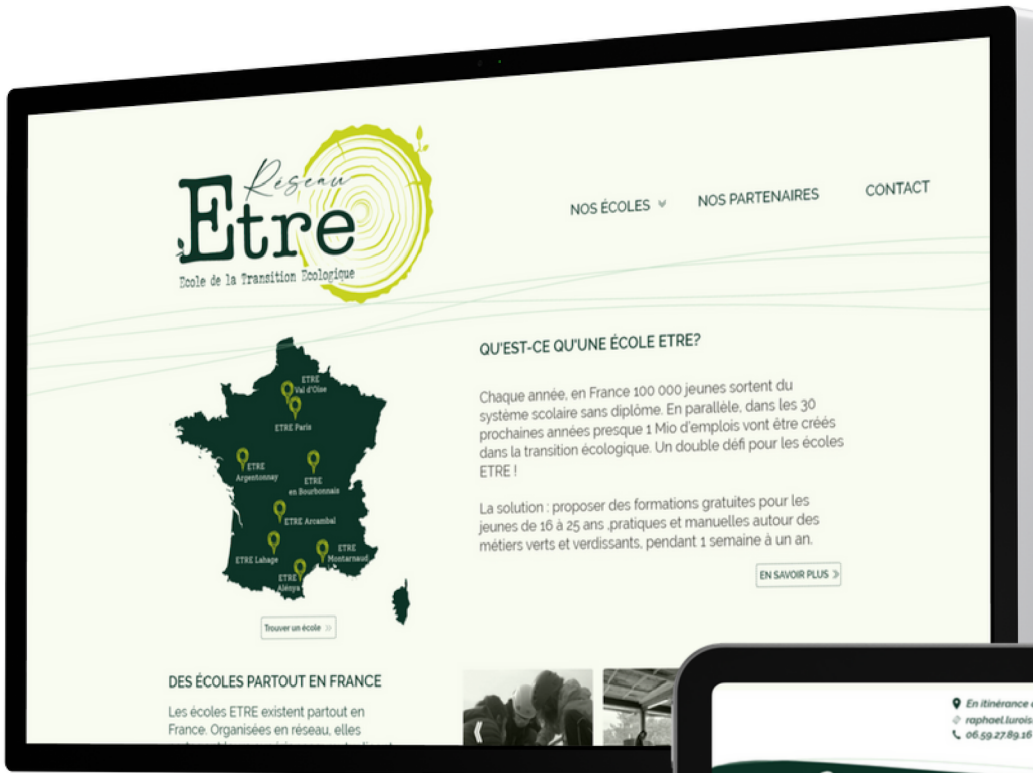 Réseau
Etre
Ecole de la Transition Ecologique
NOS ÉCOLES
NOS PARTENAIRES
CONTACT
ETRE
Val d'Oise
ETRE Paris
ETRE
Argentonnay
ETRE
en Bourbonnais
ETRE Arcambal
ETRE Lahage
ETRE
Montarnaud
ETRE
Alénya
Trouver un école »
QU'EST-CE QU'UNE ÉCOLE ETRE?
Chaque année, en France 100 000 jeunes sortent du
système scolaire sans diplôme. En parallèle, dans les 30
prochaines années presque 1 Mio d'emplois vont être créés
dans la transition écologique. Un double défi pour les écoles
ETRE !
La solution : proposer des formations gratuites pour les
jeunes de 16 à 25 ans ,pratiques et manuelles autour des
métiers verts et verdissants, pendant 1 semaine à un an.
EN SAVOIR PLUS »
DES ÉCOLES PARTOUT EN FRANCE
Les écoles ETRE existent partout en
France. Organisées en réseau, elles
En itinérance
raphael.lurois
06.59.27.89.16